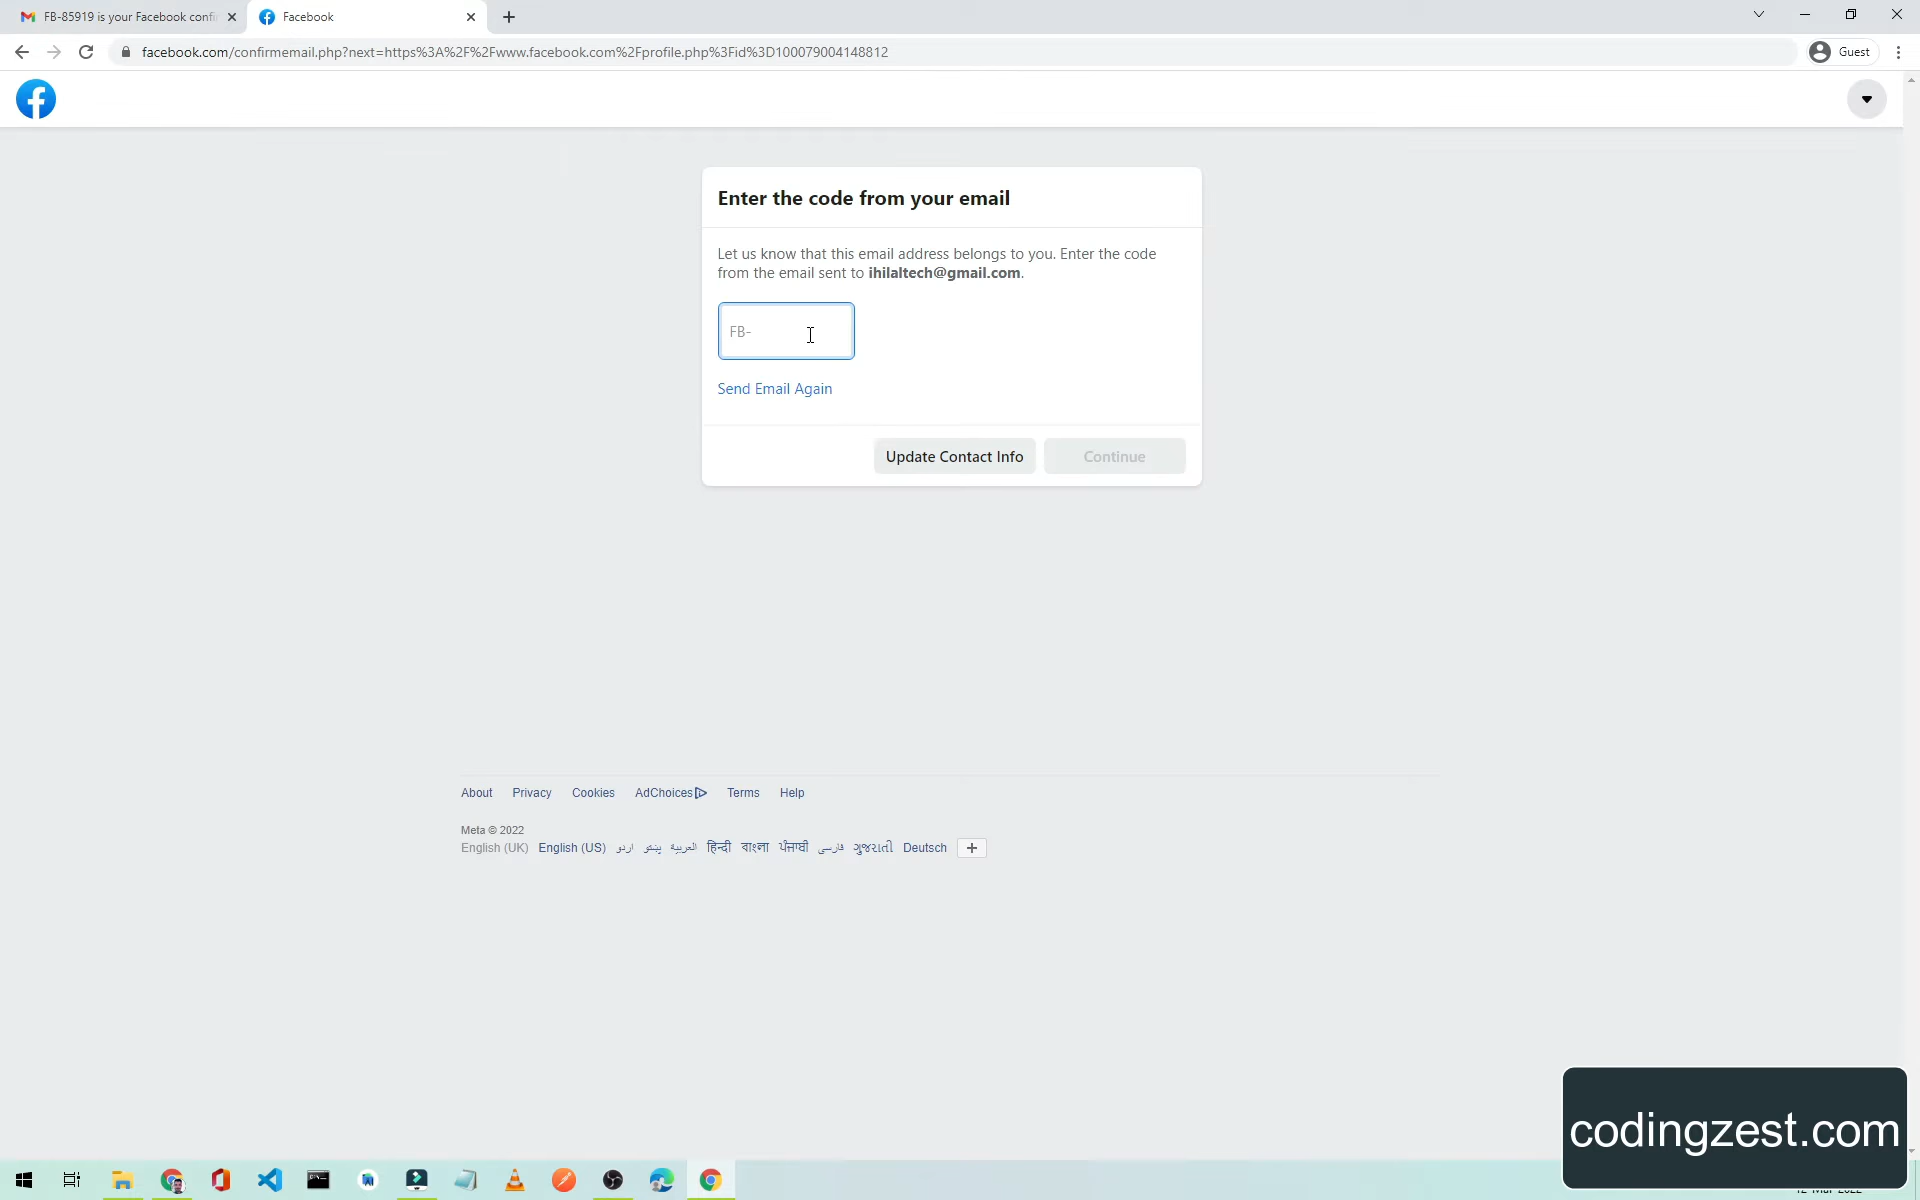 FB-85919 is your Facebook confi
Facebook
facebook.com/confirmemail.php?next=https%3A%2F%2Fwww.facebook.com%2Fprofile.php%3Fid%3D100079004148812
Guest
Enter the code from your email
Let us know that this email address belongs to you. Enter the code
from the email sent to ihilaltech@gmail.com.
FB-
Send Email Again
Update Contact Info
Continue
About Privacy Cookies AdChoices Terms Help
Meta © 2022
English (UK) English (US) اردو پښتو العربية हिन्दी বাংলা ਪੰਜਾਬੀ فارسی ગુજરાતી Deutsch +
codingzest.com